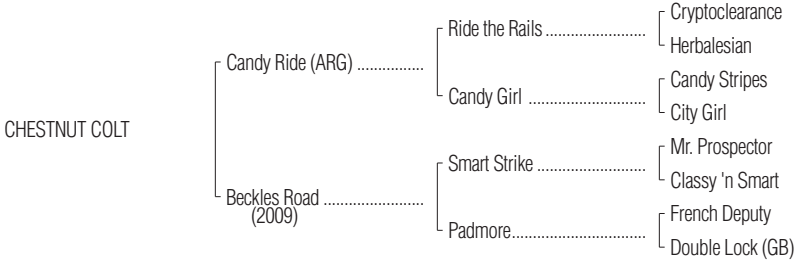 CHESTNUT COLT
Candy Ride (ARG) ................
Beckles Road ........................
(2009)
Ride the Rails ........................
Candy Girl ............................
Smart Strike ..........................
Padmore................................
Cryptoclearance
Herbalesian
Candy Stripes
City Girl
Mr. Prospector
Classy 'n Smart
French Deputy
Double Lock (GB)